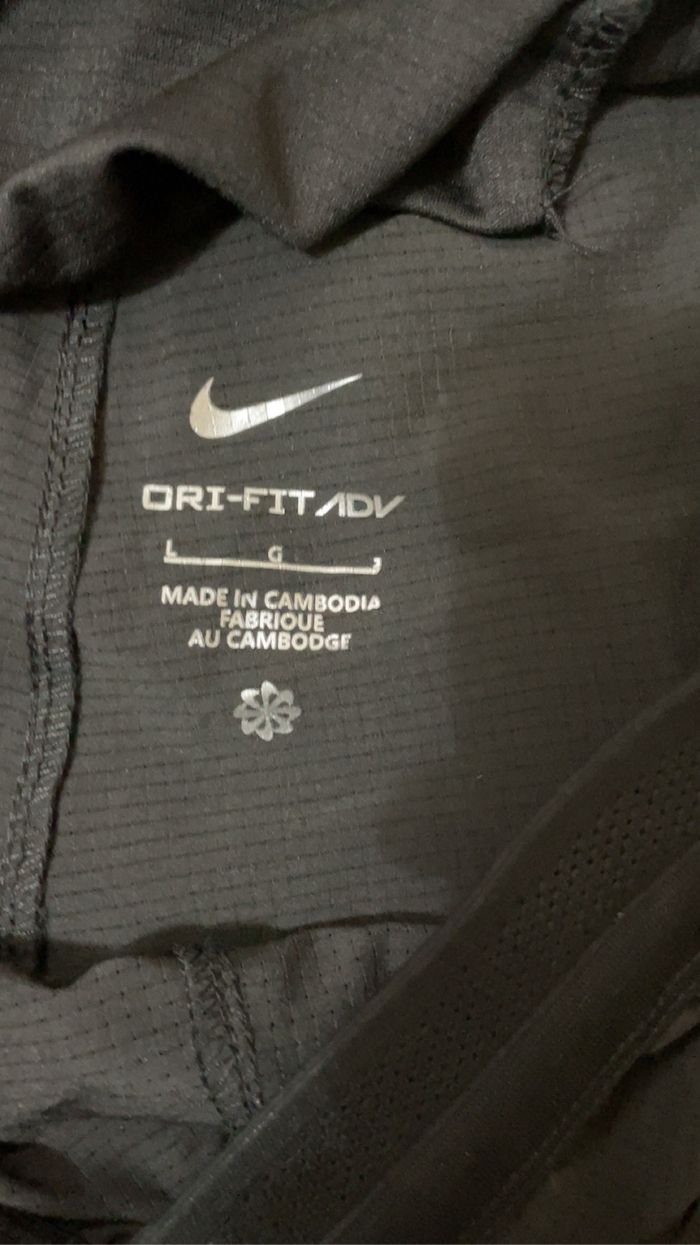 DRI-FIT ADV
L G J
MADE IN CAMBODIA
FABRIQUE
AU CAMBODGE